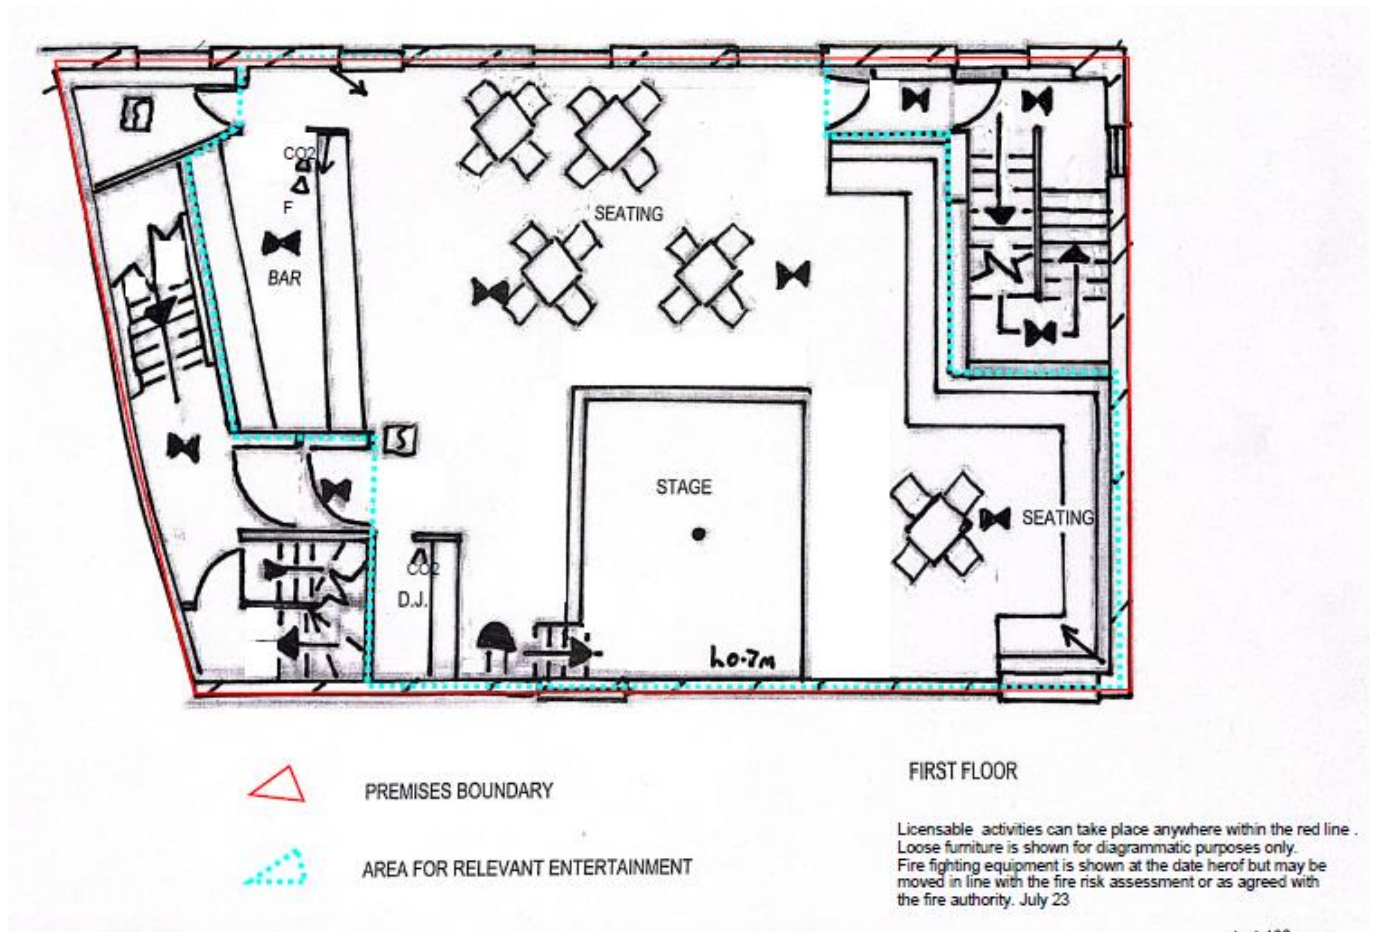 CO2
F
BAR
SEATING
S
STAGE
SEATING
CO2
D.J.
h0.7m
PREMISES BOUNDARY
AREA FOR RELEVANT ENTERTAINMENT
FIRST FLOOR
Licensable activities can take place anywhere within the red line .
Loose furniture is shown for diagrammatic purposes only.
Fire fighting equipment is shown at the date herof but may be
moved in line with the fire risk assessment or as agreed with
the fire authority. July 23